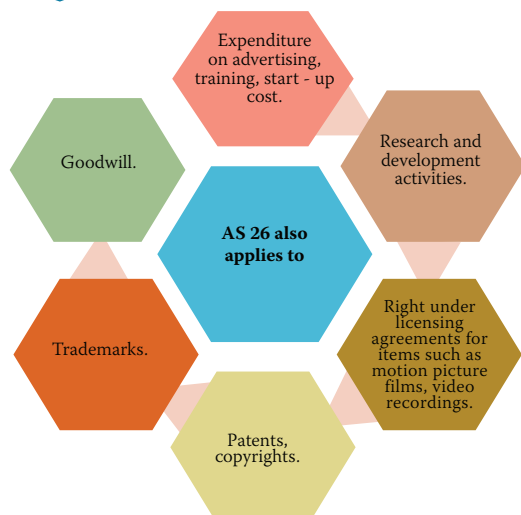 Expenditure
on advertising,
training, start - up
cost.
Research and
development
activities.
Right under
licensing
agreements for
items such as
motion picture
films, video
recordings.
Patents,
copyrights.
Trademarks.
Goodwill.
AS 26 also
applies to